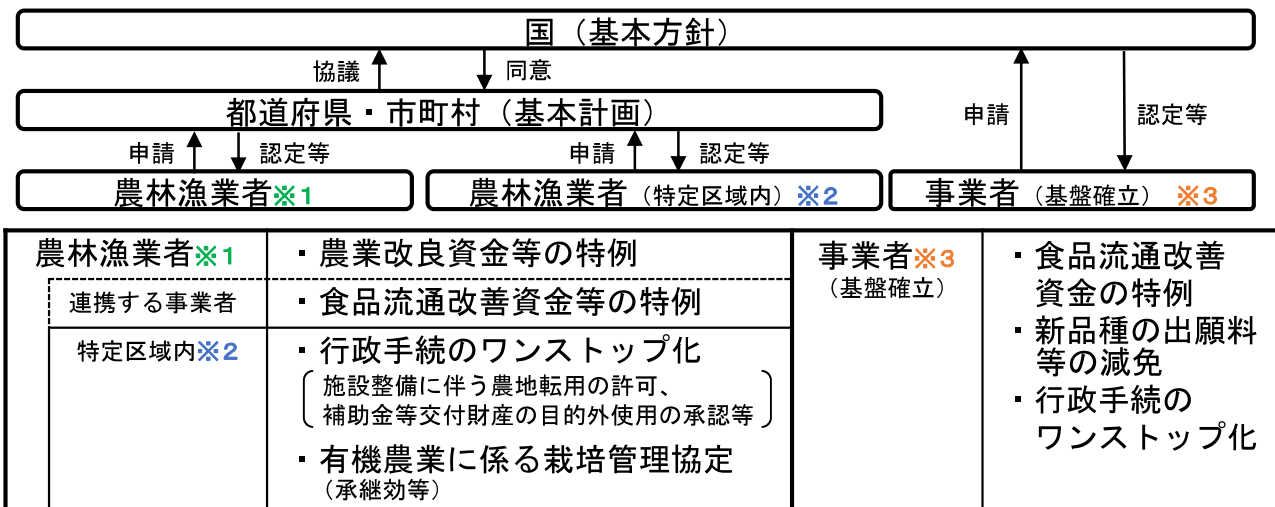 国（基本方針）
協議
同意
申請
認定等
都道府県・市町村（基本計画）
申請
認定等
申請
認定等
農林漁業者※1
農林漁業者（特定区域内）※2
事業者（基盤確立）※3
農林漁業者※1
・農業改良資金等の特例
連携する事業者
・食品流通改善資金等の特例
特定区域内※2
・行政手続のワンストップ化
施設整備に伴う農地転用の許可、
補助金等交付財産の目的外使用の承認等
・有機農業に係る栽培管理協定
（承継効等）
事業者※3
（基盤確立）
・食品流通改善
資金の特例
・新品種の出願料
等の減免
・行政手続の
ワンストップ化